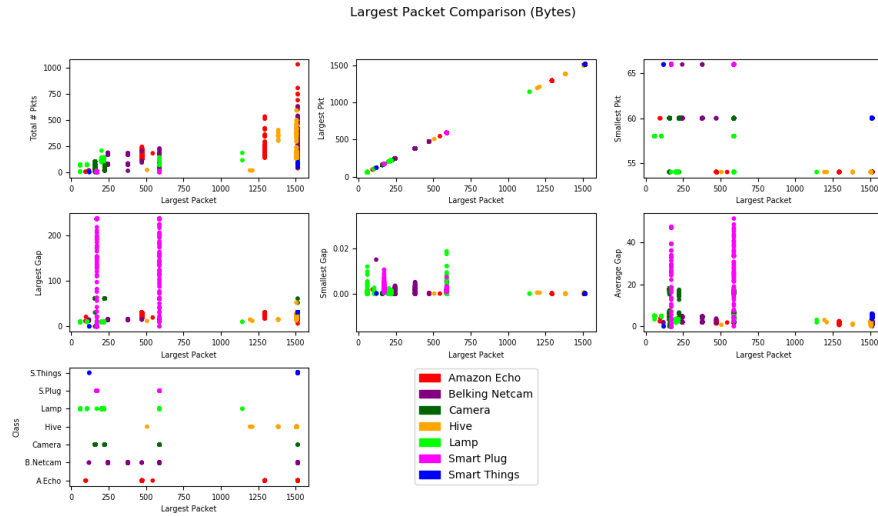 Largest Packet Comparison (Bytes)
Total # Pkts
1000
750
500
250
0
0 250 500 750 1000 1250 1500
Largest Packet
Largest Pkt
1500
1000
500
0
0 250 500 750 1000 1250 1500
Largest Packet
Smallest Pkt
65
60
55
0 250 500 750 1000 1250 1500
Largest Packet
Largest Gap
200
100
0
0 250 500 750 1000 1250 1500
Largest Packet
Smallest Gap
0.02
0.00
0 250 500 750 1000 1250 1500
Largest Packet
Average Gap
40
20
0
0 250 500 750 1000 1250 1500
Largest Packet
Class
S.Things
S.Plug
Lamp
Hive
Camera
B.Netcam
A.Echo
0 250 500 750 1000 1250 1500
Largest Packet
Amazon Echo
Belking Netcam
Camera
Hive
Lamp
Smart Plug
Smart Things